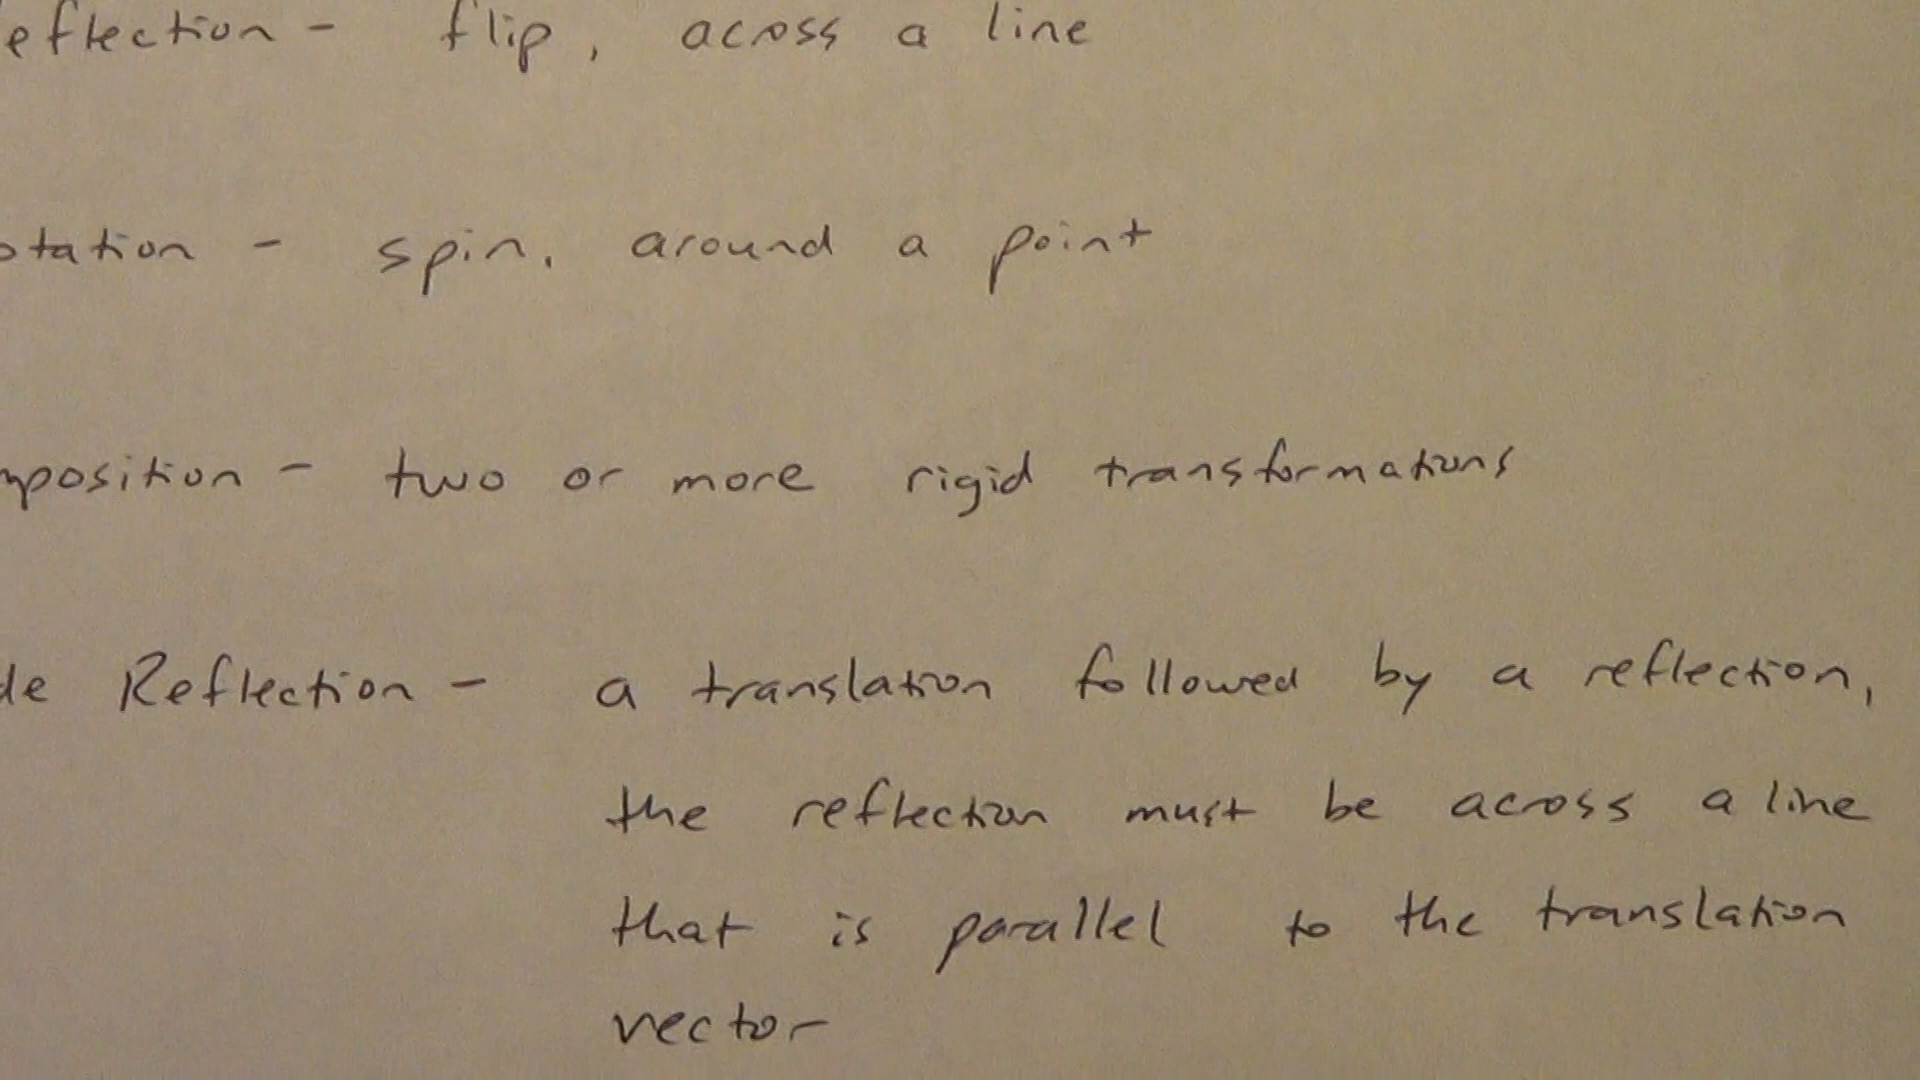 eflection - flip, across a line
otation - spin, around a point
mposition - two or more rigid transformations
de Reflection - a translation followed by a reflection,
the reflection must be across a line
that is parallel to the translation
vector